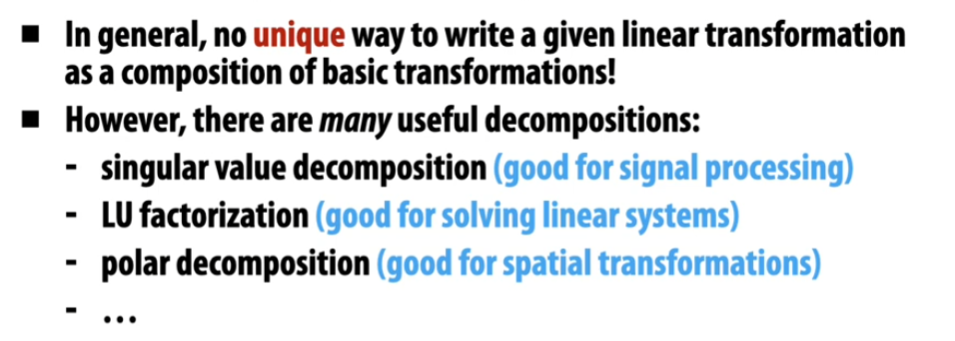 ■ In general, no unique way to write a given linear transformation
as a composition of basic transformations!
■ However, there are many useful decompositions:
- singular value decomposition (good for signal processing)
- LU factorization (good for solving linear systems)
- polar decomposition (good for spatial transformations)
- ...